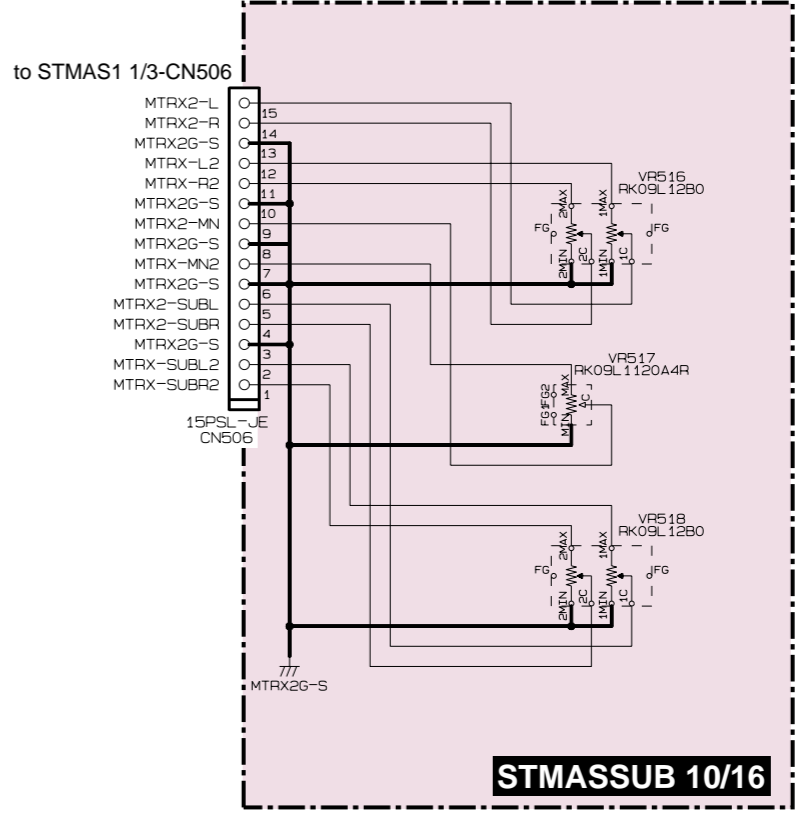 to STMAS1 1/3-CN506
MTRX2-L
15
MTRX2-R
14
MTRX2G-S
13
MTRX-L2
12
MTRX-R2
11
MTRX2G-S
10
MTRX2-MN
9
MTRX2G-S
8
MTRX-MN2
7
MTRX2G-S
6
MTRX2-SUBL
5
MTRX2-SUBR
4
MTRX2G-S
3
MTRX-SUBL2
2
MTRX-SUBR2
1
15PSL-JE
CN506
VR516
RK09L12B0
2MAX
1MAX
FG
FG
2MIN
2C
1MIN
1C
VR517
RK09L1120A4R
MAX
FG1
FG2
C
MIN
VR518
RK09L12B0
2MAX
1MAX
FG
FG
2MIN
2C
1MIN
1C
MTRX2G-S
STMASSUB 10/16